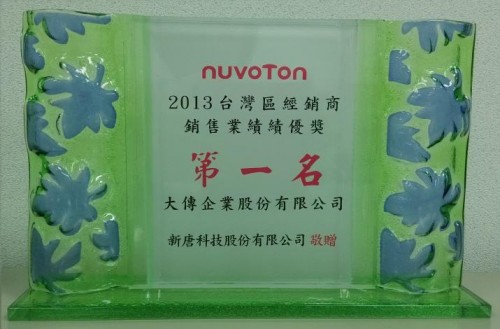 nuvoTon
2013台灣區經銷商
銷售業績績優獎
第一名
大傳企業股份有限公司
新唐科技股份有限公司 敬贈